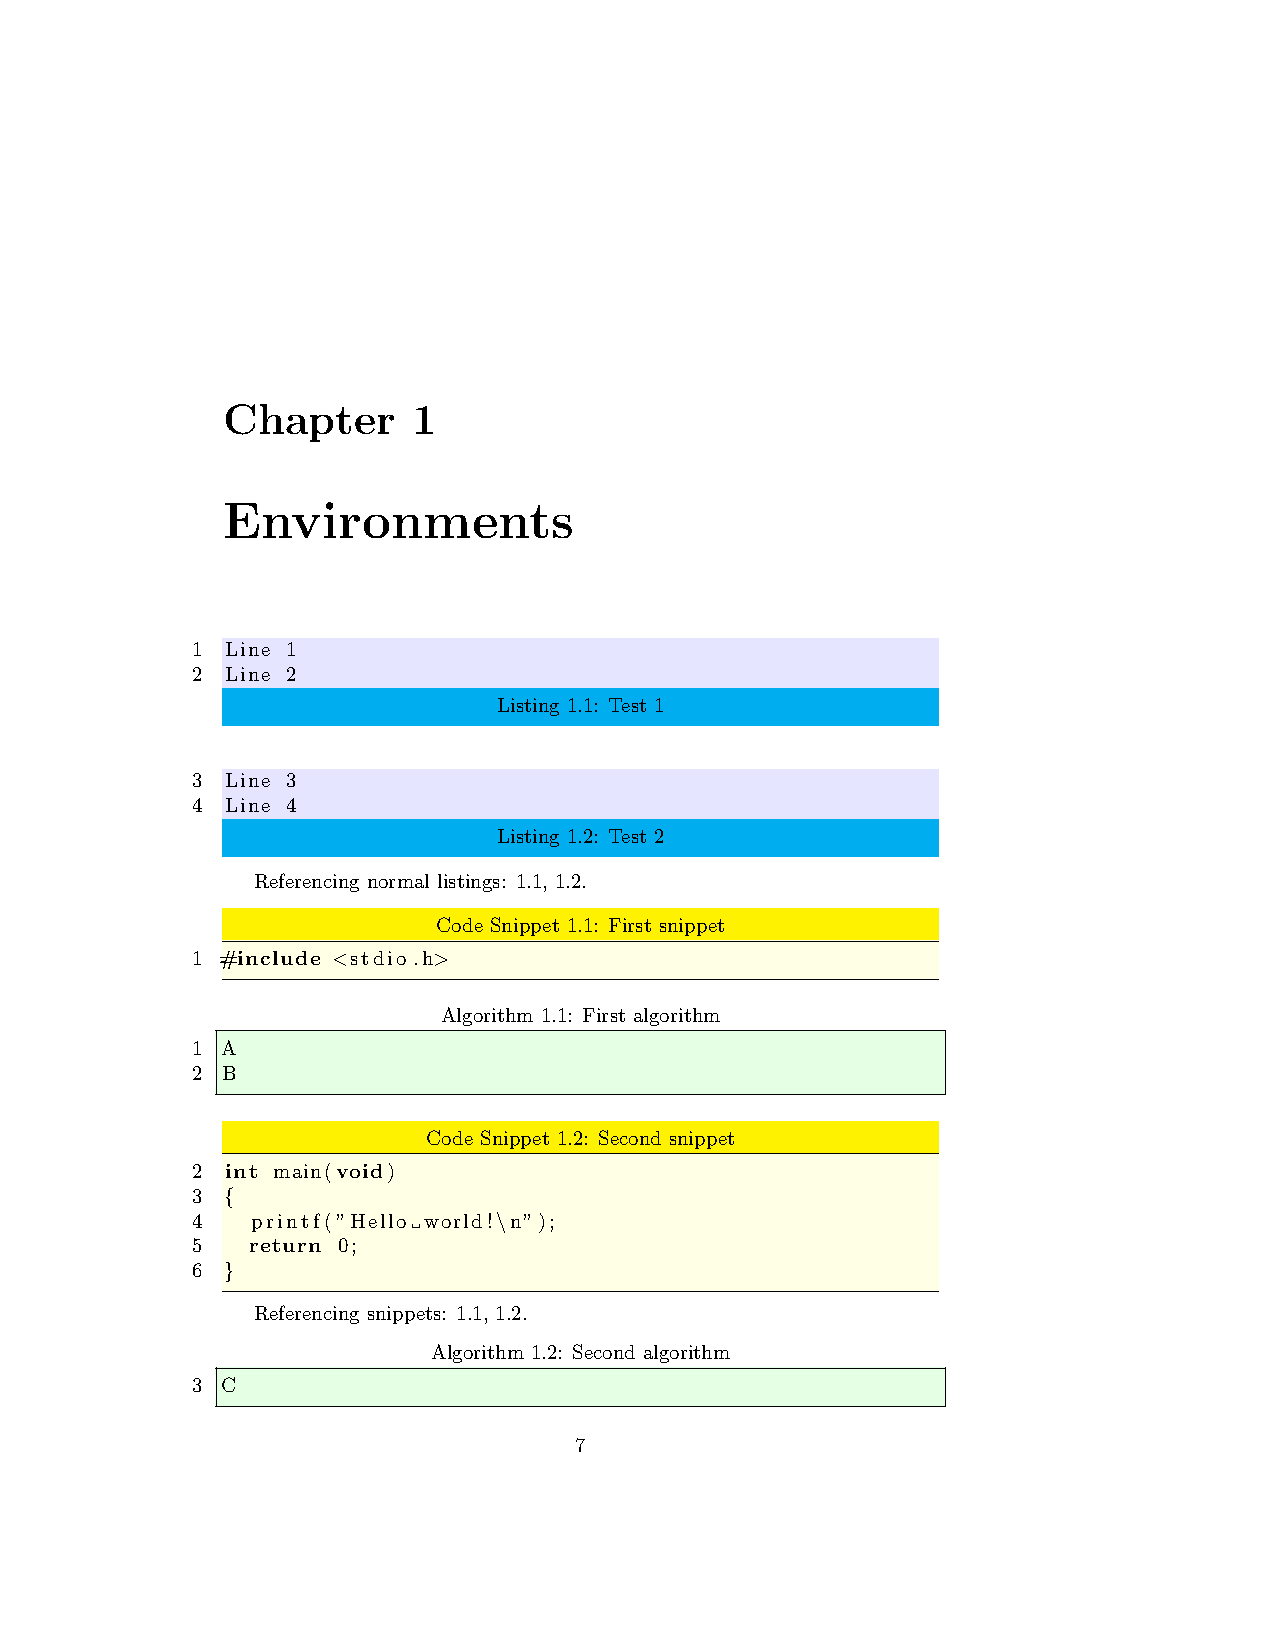 Chapter 1
Environments
1 Line 1
2 Line 2
Listing 1.1: Test 1
3 Line 3
4 Line 4
Listing 1.2: Test 2
Referencing normal listings: 1.1, 1.2.
Code Snippet 1.1: First snippet
1 #include <stdio.h>
Algorithm 1.1: First algorithm
1 A
2 B
Code Snippet 1.2: Second snippet
2 int main(void)
3 {
4 printf("Hello␣world!\n");
5 return 0;
6 }
Referencing snippets: 1.1, 1.2.
Algorithm 1.2: Second algorithm
3 C
7